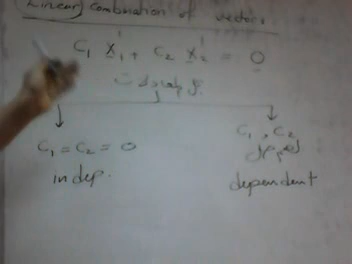 Linear combination of vectors
C₁ X₁ + C₂ X₂ = 0
C₁ = C₂ = 0
C₁, C₂
indep.
dependent